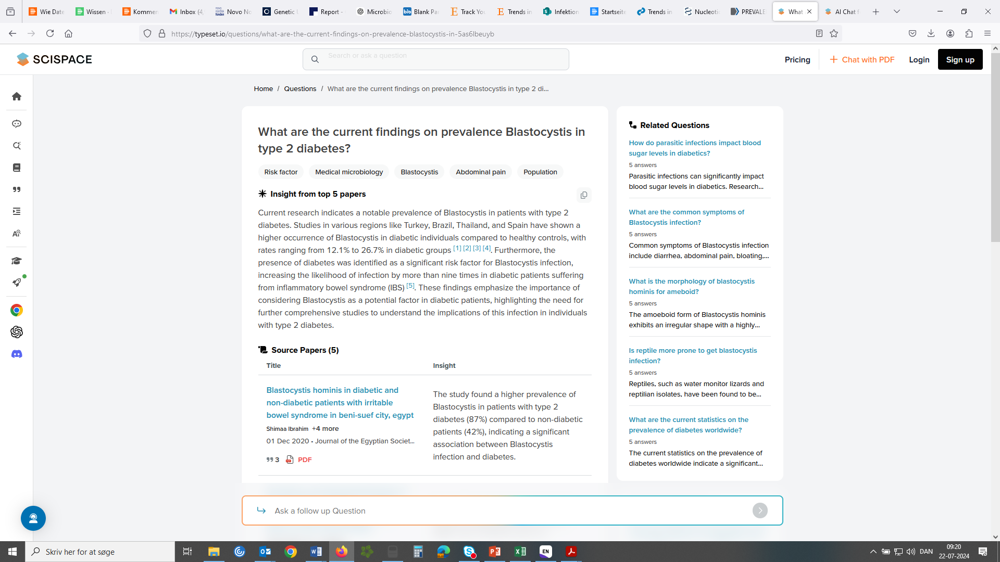 Wie Date
Wissen ·
Kommen
Inbox (4,
Novo No
Genetic
Report -
Microbio
Blank Pa
Track You
Trends in
Infektion
Startseite
Trends in
Nucleoti
PREVALE
What
AI Chat f
https://typeset.io/questions/what-are-the-current-findings-on-prevalence-blastocystis-in-5as6lbeuyb
SCISPACE
Search or ask a question
Pricing
Chat with PDF
Login
Sign up
Home / Questions / What are the current findings on prevalence Blastocystis in type 2 di...
What are the current findings on prevalence Blastocystis in
type 2 diabetes?
Risk factor
Medical microbiology
Blastocystis
Abdominal pain
Population
Insight from top 5 papers
Current research indicates a notable prevalence of Blastocystis in patients with type 2
diabetes. Studies in various regions like Turkey, Brazil, Thailand, and Spain have shown a
higher occurrence of Blastocystis in diabetic individuals compared to healthy controls, with
rates ranging from 12.1% to 26.7% in diabetic groups [1] [2] [3] [4]. Furthermore, the
presence of diabetes was identified as a significant risk factor for Blastocystis infection,
increasing the likelihood of infection by more than nine times in diabetic patients suffering
from inflammatory bowel syndrome (IBS) [5]. These findings emphasize the importance of
considering Blastocystis as a potential factor in diabetic patients, highlighting the need for
further comprehensive studies to understand the implications of this infection in individuals
with type 2 diabetes.
Source Papers (5)
Title
Insight
Blastocystis hominis in diabetic and
non-diabetic patients with irritable
bowel syndrome in beni-suef city, egypt
Shimaa Ibrahim +4 more
01 Dec 2020 - Journal of the Egyptian Societ...
3 PDF
The study found a higher prevalence of
Blastocystis in patients with type 2
diabetes (87%) compared to non-diabetic
patients (42%), indicating a significant
association between Blastocystis
infection and diabetes.
Ask a follow up Question
Related Questions
How do parasitic infections impact blood
sugar levels in diabetics?
5 answers
Parasitic infections can significantly impact
blood sugar levels in diabetics. Research...
What are the common symptoms of
Blastocystis infection?
5 answers
Common symptoms of Blastocystis infection
include diarrhea, abdominal pain, bloating,...
What is the morphology of blastocystis
hominis for ameboid?
5 answers
The amoeboid form of Blastocystis hominis
exhibits an irregular shape with a highly...
Is reptile more prone to get blastocystis
infection?
5 answers
Reptiles, such as water monitor lizards and
reptilian isolates, have been found to be...
What are the current statistics on the
prevalence of diabetes worldwide?
5 answers
The current statistics on the prevalence of
diabetes worldwide indicate a significant...
Skriv her for at søge
EN
DAN
09:20
22-07-2024